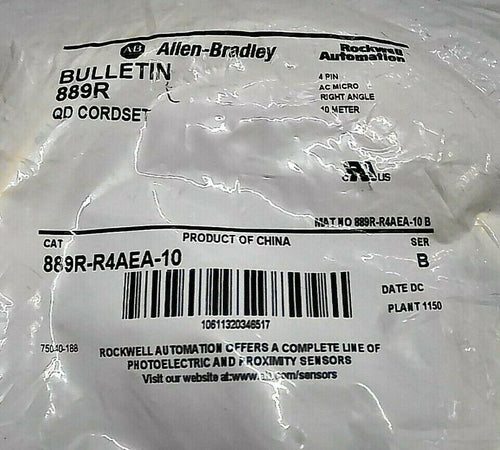 AB Allen-Bradley
Rockwell
Automation
BULLETIN
889R
QD CORDSET
4 PIN
AC MICRO
RIGHT ANGLE
10 METER
c RU US
MAT NO 889R-R4AEA-10 B
CAT
PRODUCT OF CHINA
SER
889R-R4AEA-10
B
DATE DC
PLANT 1150
10611320346517
75040-188
ROCKWELL AUTOMATION OFFERS A COMPLETE LINE OF
PHOTOELECTRIC AND PROXIMITY SENSORS
Visit our website at:www.ab.com/sensors